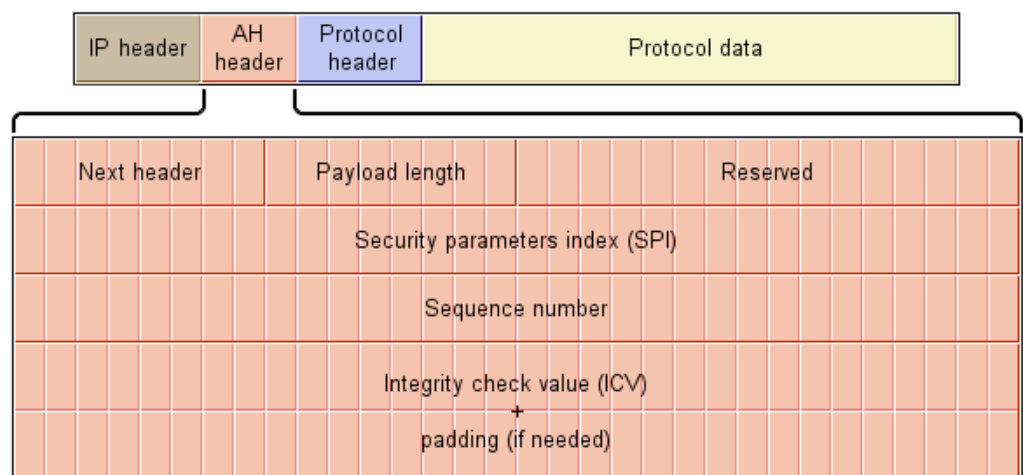 IP header
AH
header
Protocol
header
Protocol data
Next header
Payload length
Reserved
Security parameters index (SPI)
Sequence number
Integrity check value (ICV)
+
padding (if needed)